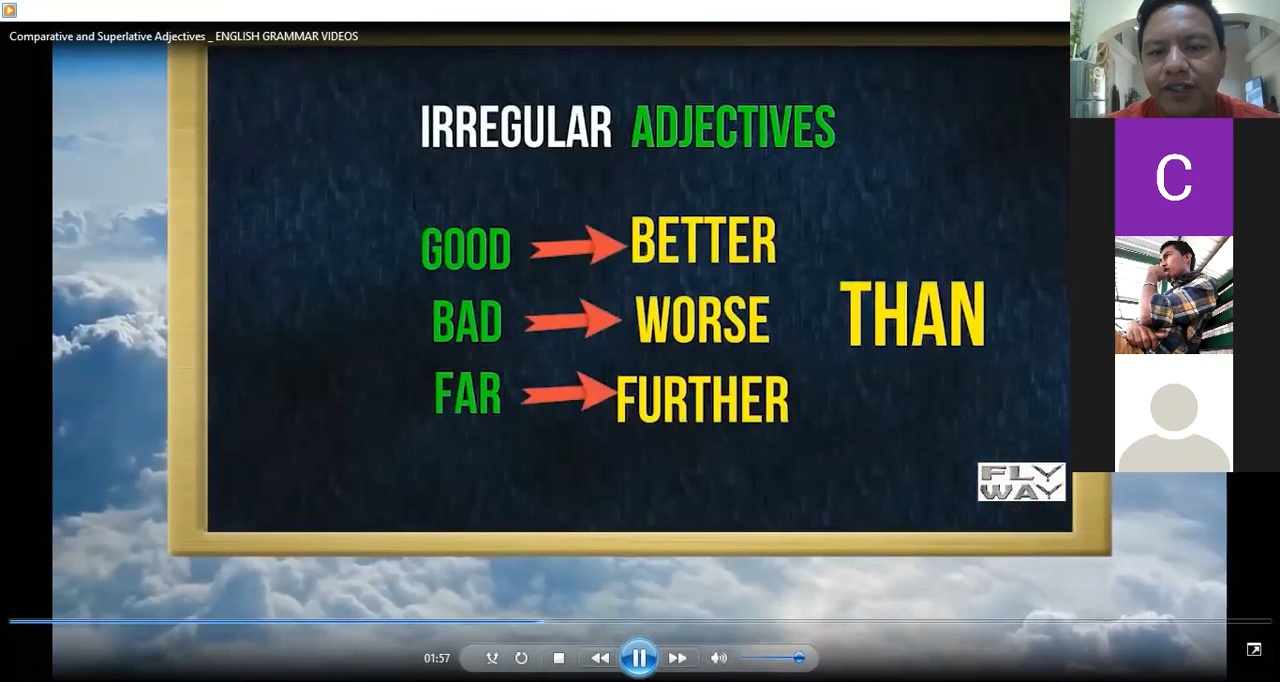 Comparative and Superlative Adjectives _ ENGLISH GRAMMAR VIDEOS
IRREGULAR ADJECTIVES
GOOD BETTER
BAD WORSE THAN
FAR FURTHER
FLY
WAY
C
01:57